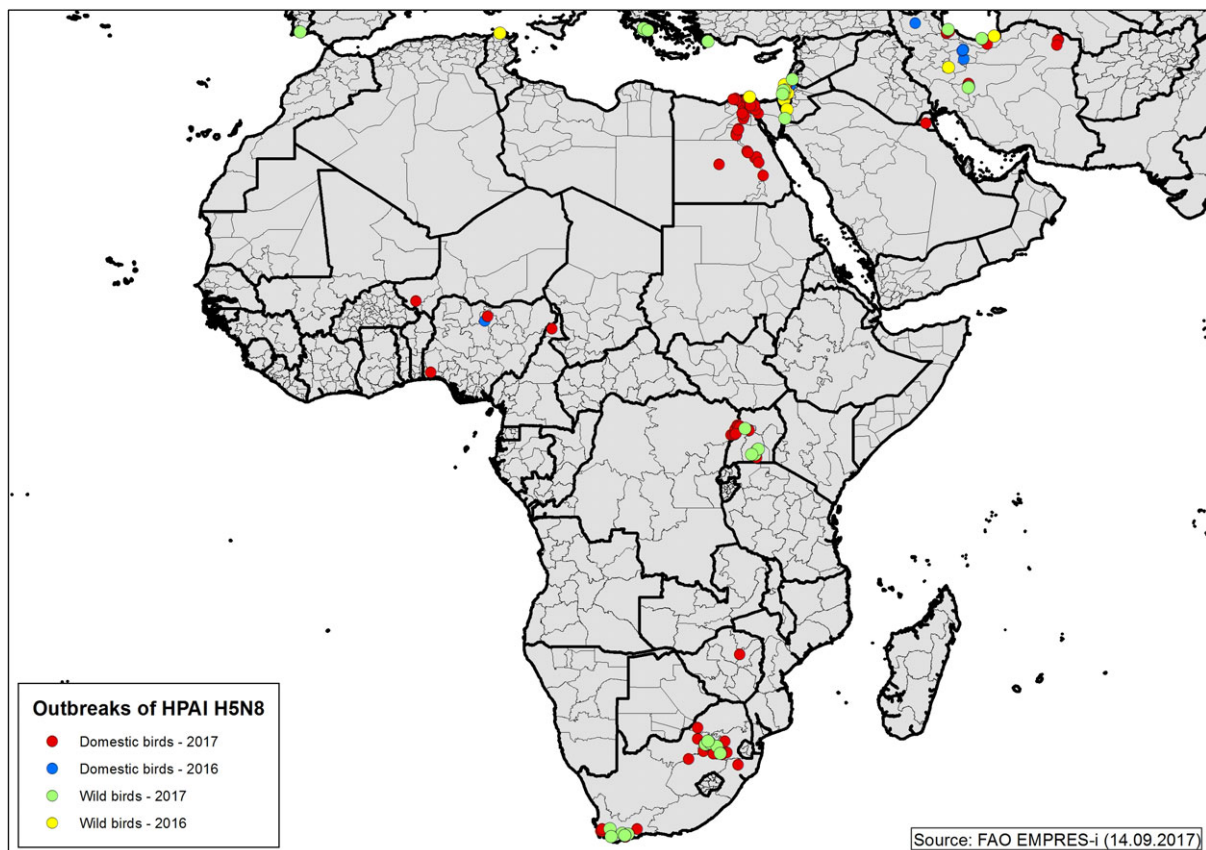 Outbreaks of HPAI H5N8
Domestic birds - 2017
Domestic birds - 2016
Wild birds - 2017
Wild birds - 2016
Source: FAO EMPRES-i (14.09.2017)